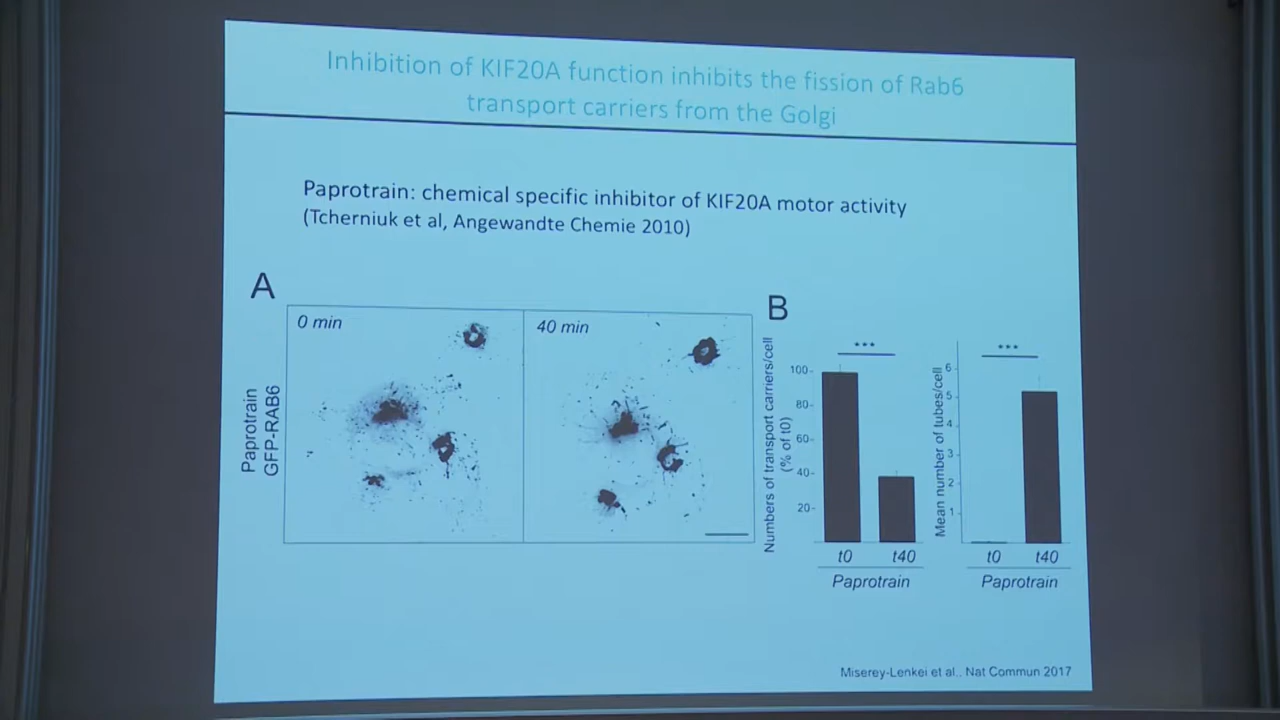 Inhibition of KIF20A function inhibits the fission of Rab6
transport carriers from the Golgi
Paprotrain: chemical specific inhibitor of KIF20A motor activity
(Tcherniuk et al, Angewandte Chemie 2010)
A
0 min
40 min
Paprotrain
GFP-RAB6
B
Numbers of transport carriers/cell
(% of t0)
***
100
80
60
40
20
t0
t40
Paprotrain
Mean number of tubes/cell
***
6
5
4
3
2
1
t0
t40
Paprotrain
Miserey-Lenkei et al., Nat Commun 2017